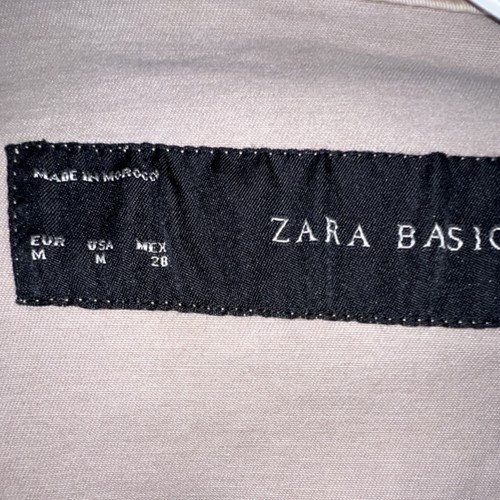 MADE IN MOROCCO
EUR USA MEX
M M 28
ZARA BASIC